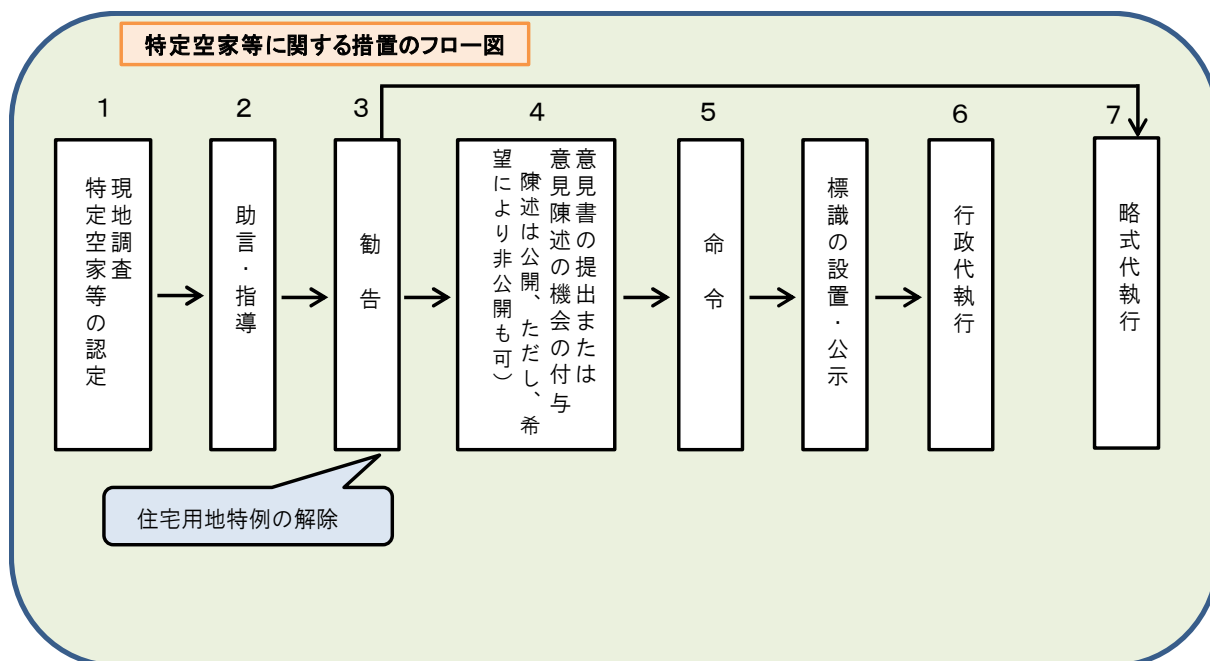 特定空家等に関する措置のフロー図
1
現地調査
特定空家等の認定
2
助言・指導
3
勧告
4
意見書の提出または
意見陳述の機会の付与
陳述は公開、ただし、希
望により非公開も可）
5
命令
標識の設置・公示
6
行政代執行
7
略式代執行
住宅用地特例の解除